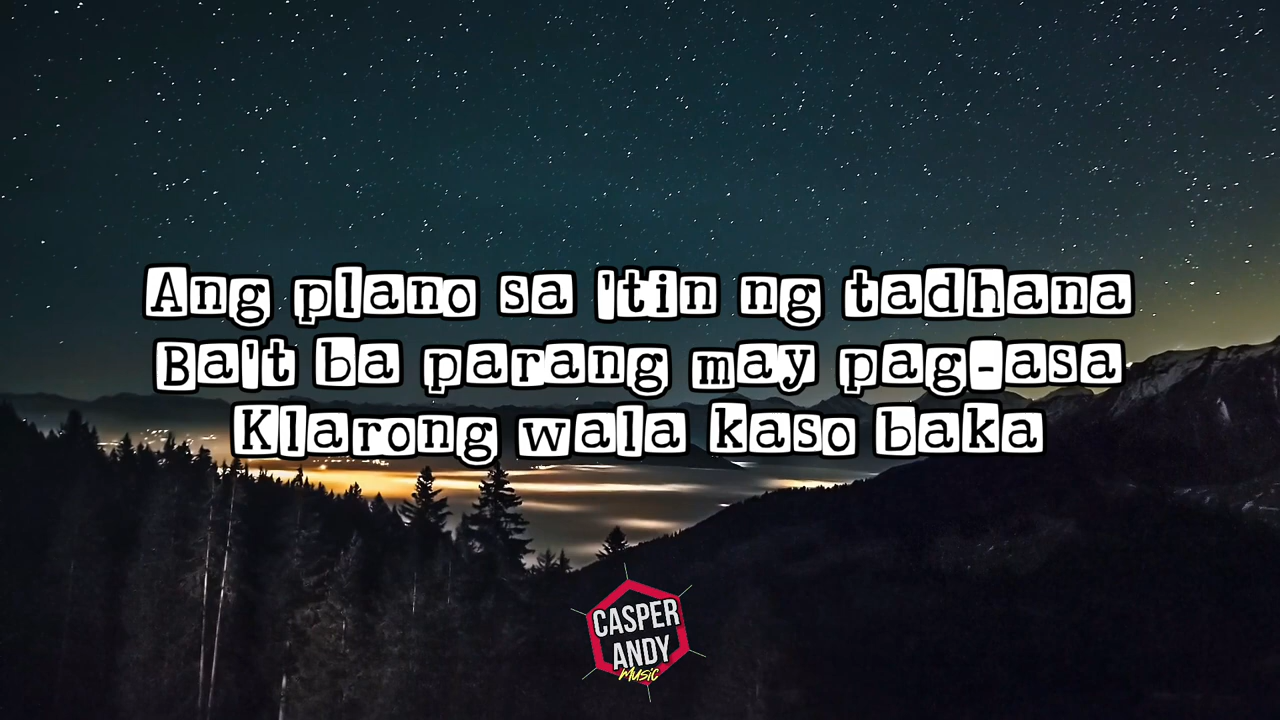 Ang plano sa 'tin ng tadhana
Ba't ba parang may pag-asa
Klarong wala kaso baka
CASPER
ANDY
MUSIC